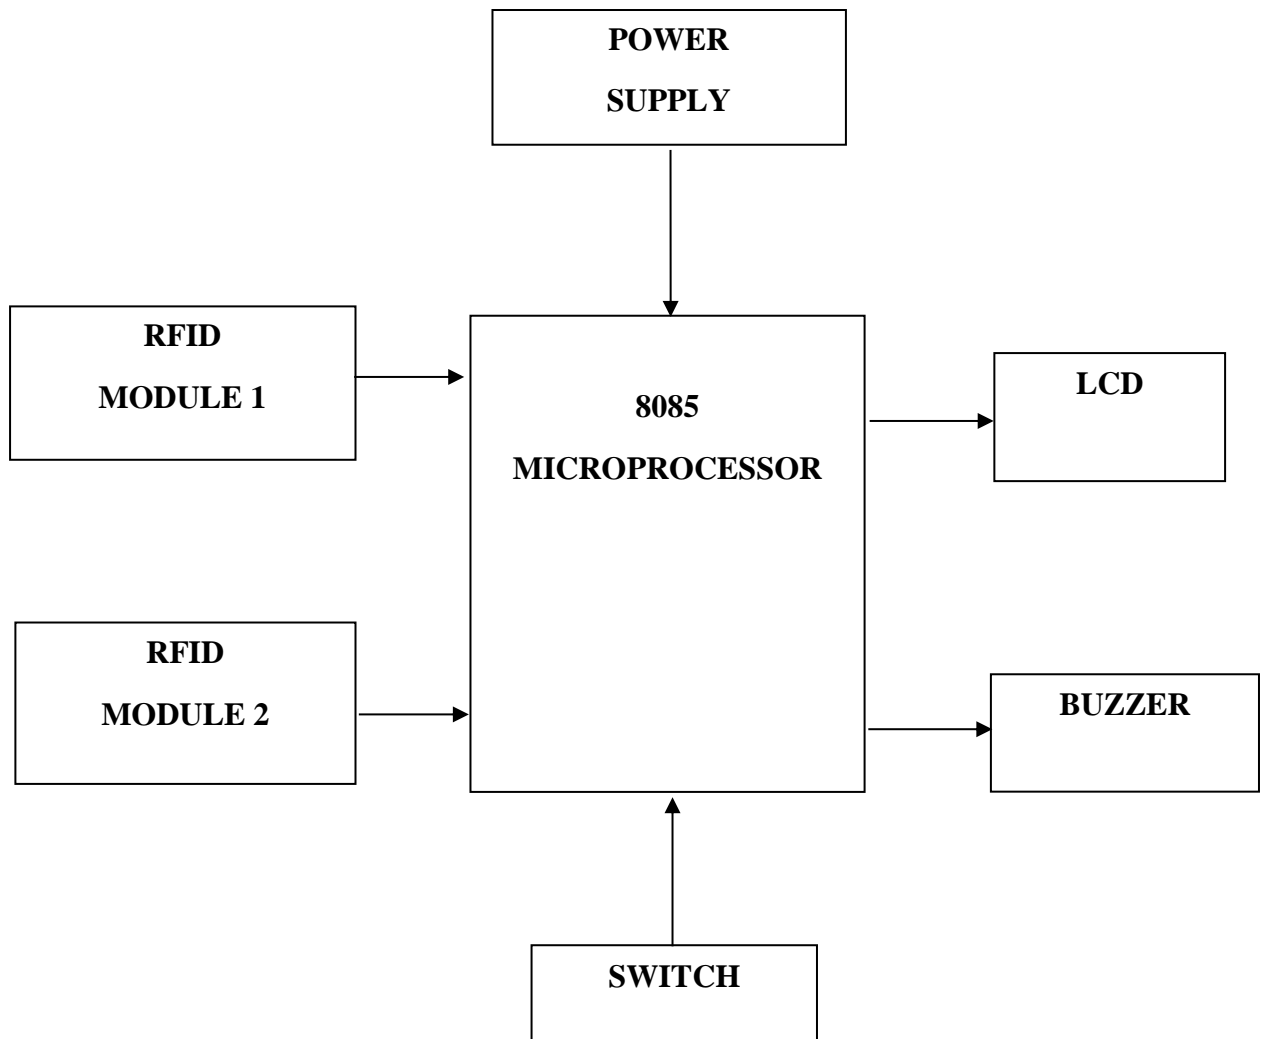 POWER
SUPPLY
RFID
MODULE 1
8085
MICROPROCESSOR
LCD
RFID
MODULE 2
BUZZER
SWITCH